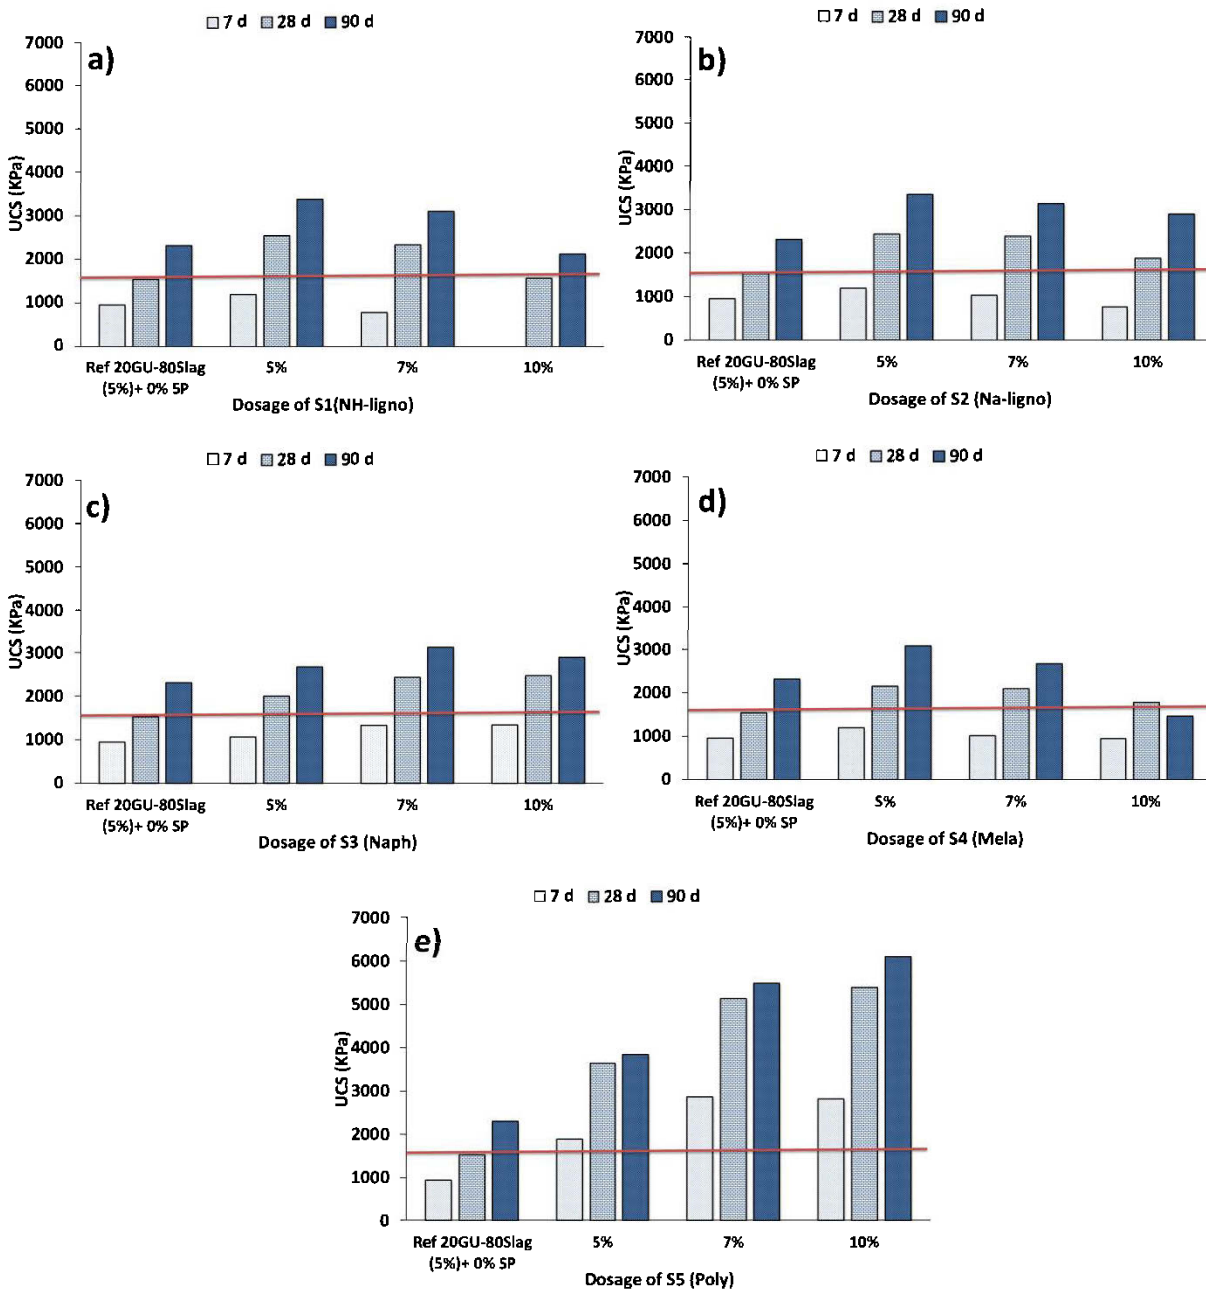 7 d 28 d 90 d
a)
7000
6000
5000
4000
3000
2000
1000
0
UCS (KPa)
Ref 20GU-80Slag 5% 7% 10%
(5%)+ 0% SP
Dosage of S1(NH-ligno)
7 d 28 d 90 d
b)
7000
6000
5000
4000
3000
2000
1000
0
UCS (KPa)
Ref 20GU-80Slag 5% 7% 10%
(5%)+ 0% SP
Dosage of S2 (Na-ligno)
7 d 28 d 90 d
c)
7000
6000
5000
4000
3000
2000
1000
0
UCS (KPa)
Ref 20GU-80Slag 5% 7% 10%
(5%)+ 0% SP
Dosage of S3 (Naph)
7 d 28 d 90 d
d)
7000
6000
5000
4000
3000
2000
1000
0
UCS (KPa)
Ref 20GU-80Slag 5% 7% 10%
(5%)+ 0% SP
Dosage of S4 (Mela)
7 d 28 d 90 d
e)
7000
6000
5000
4000
3000
2000
1000
0
UCS (KPa)
Ref 20GU-80Slag 5% 7% 10%
(5%)+ 0% SP
Dosage of S5 (Poly)